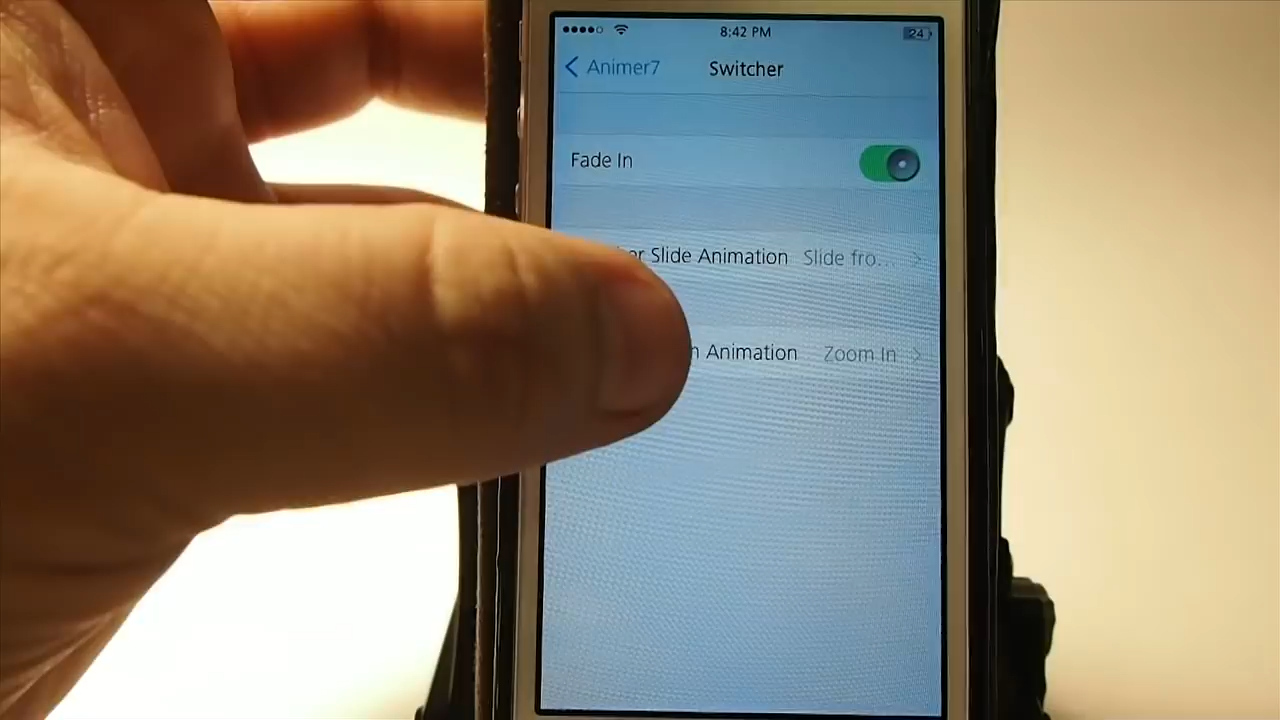 8:42 PM
24
Animer7
Switcher
Fade In
Slide Animation Slide fro...
Animation Zoom In